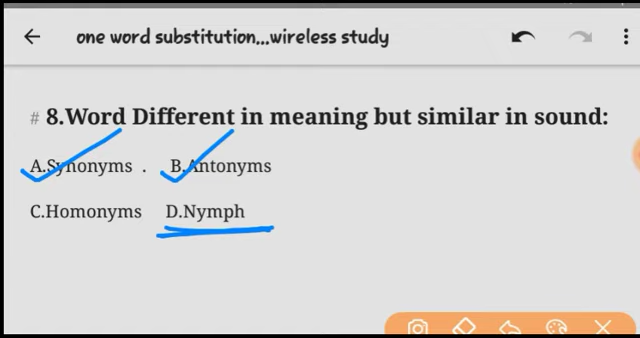 one word substitution...wireless study
# 8.Word Different in meaning but similar in sound:
A.Synonyms . B.Antonyms
C.Homonyms D.Nymph